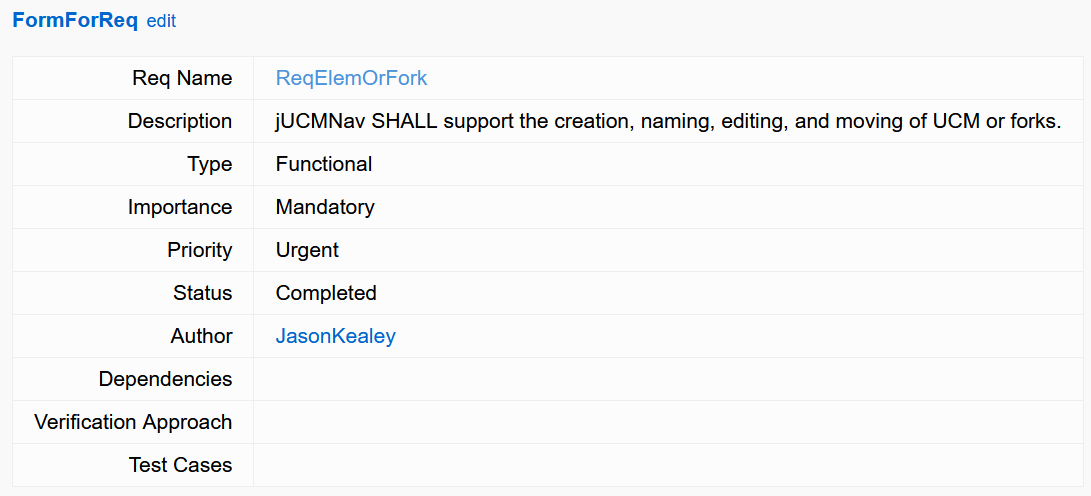 FormForReq edit
Req Name ReqElemOrFork
Description jUCMNav SHALL support the creation, naming, editing, and moving of UCM or forks.
Type Functional
Importance Mandatory
Priority Urgent
Status Completed
Author JasonKealey
Dependencies
Verification Approach
Test Cases